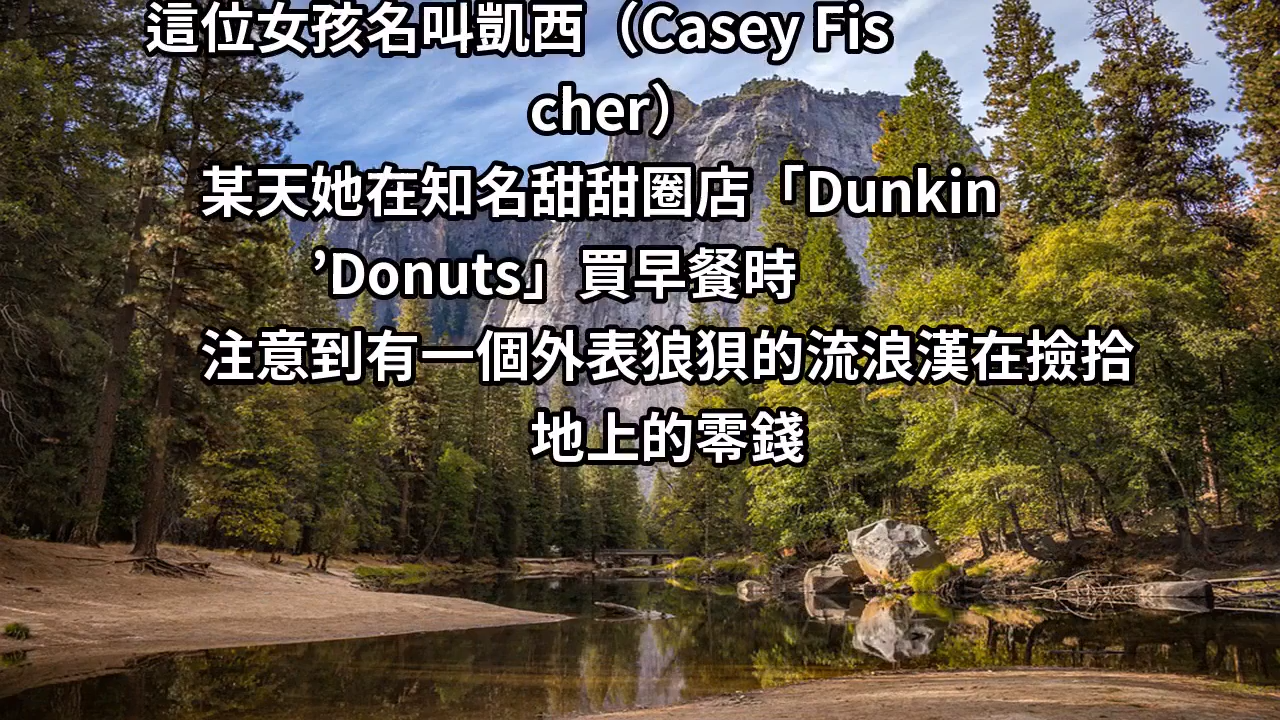 這位女孩名叫凱西（Casey Fis
cher）
某天她在知名甜甜圈店「Dunkin
’Donuts」買早餐時
注意到有一個外表狼狽的流浪漢在撿拾
地上的零錢